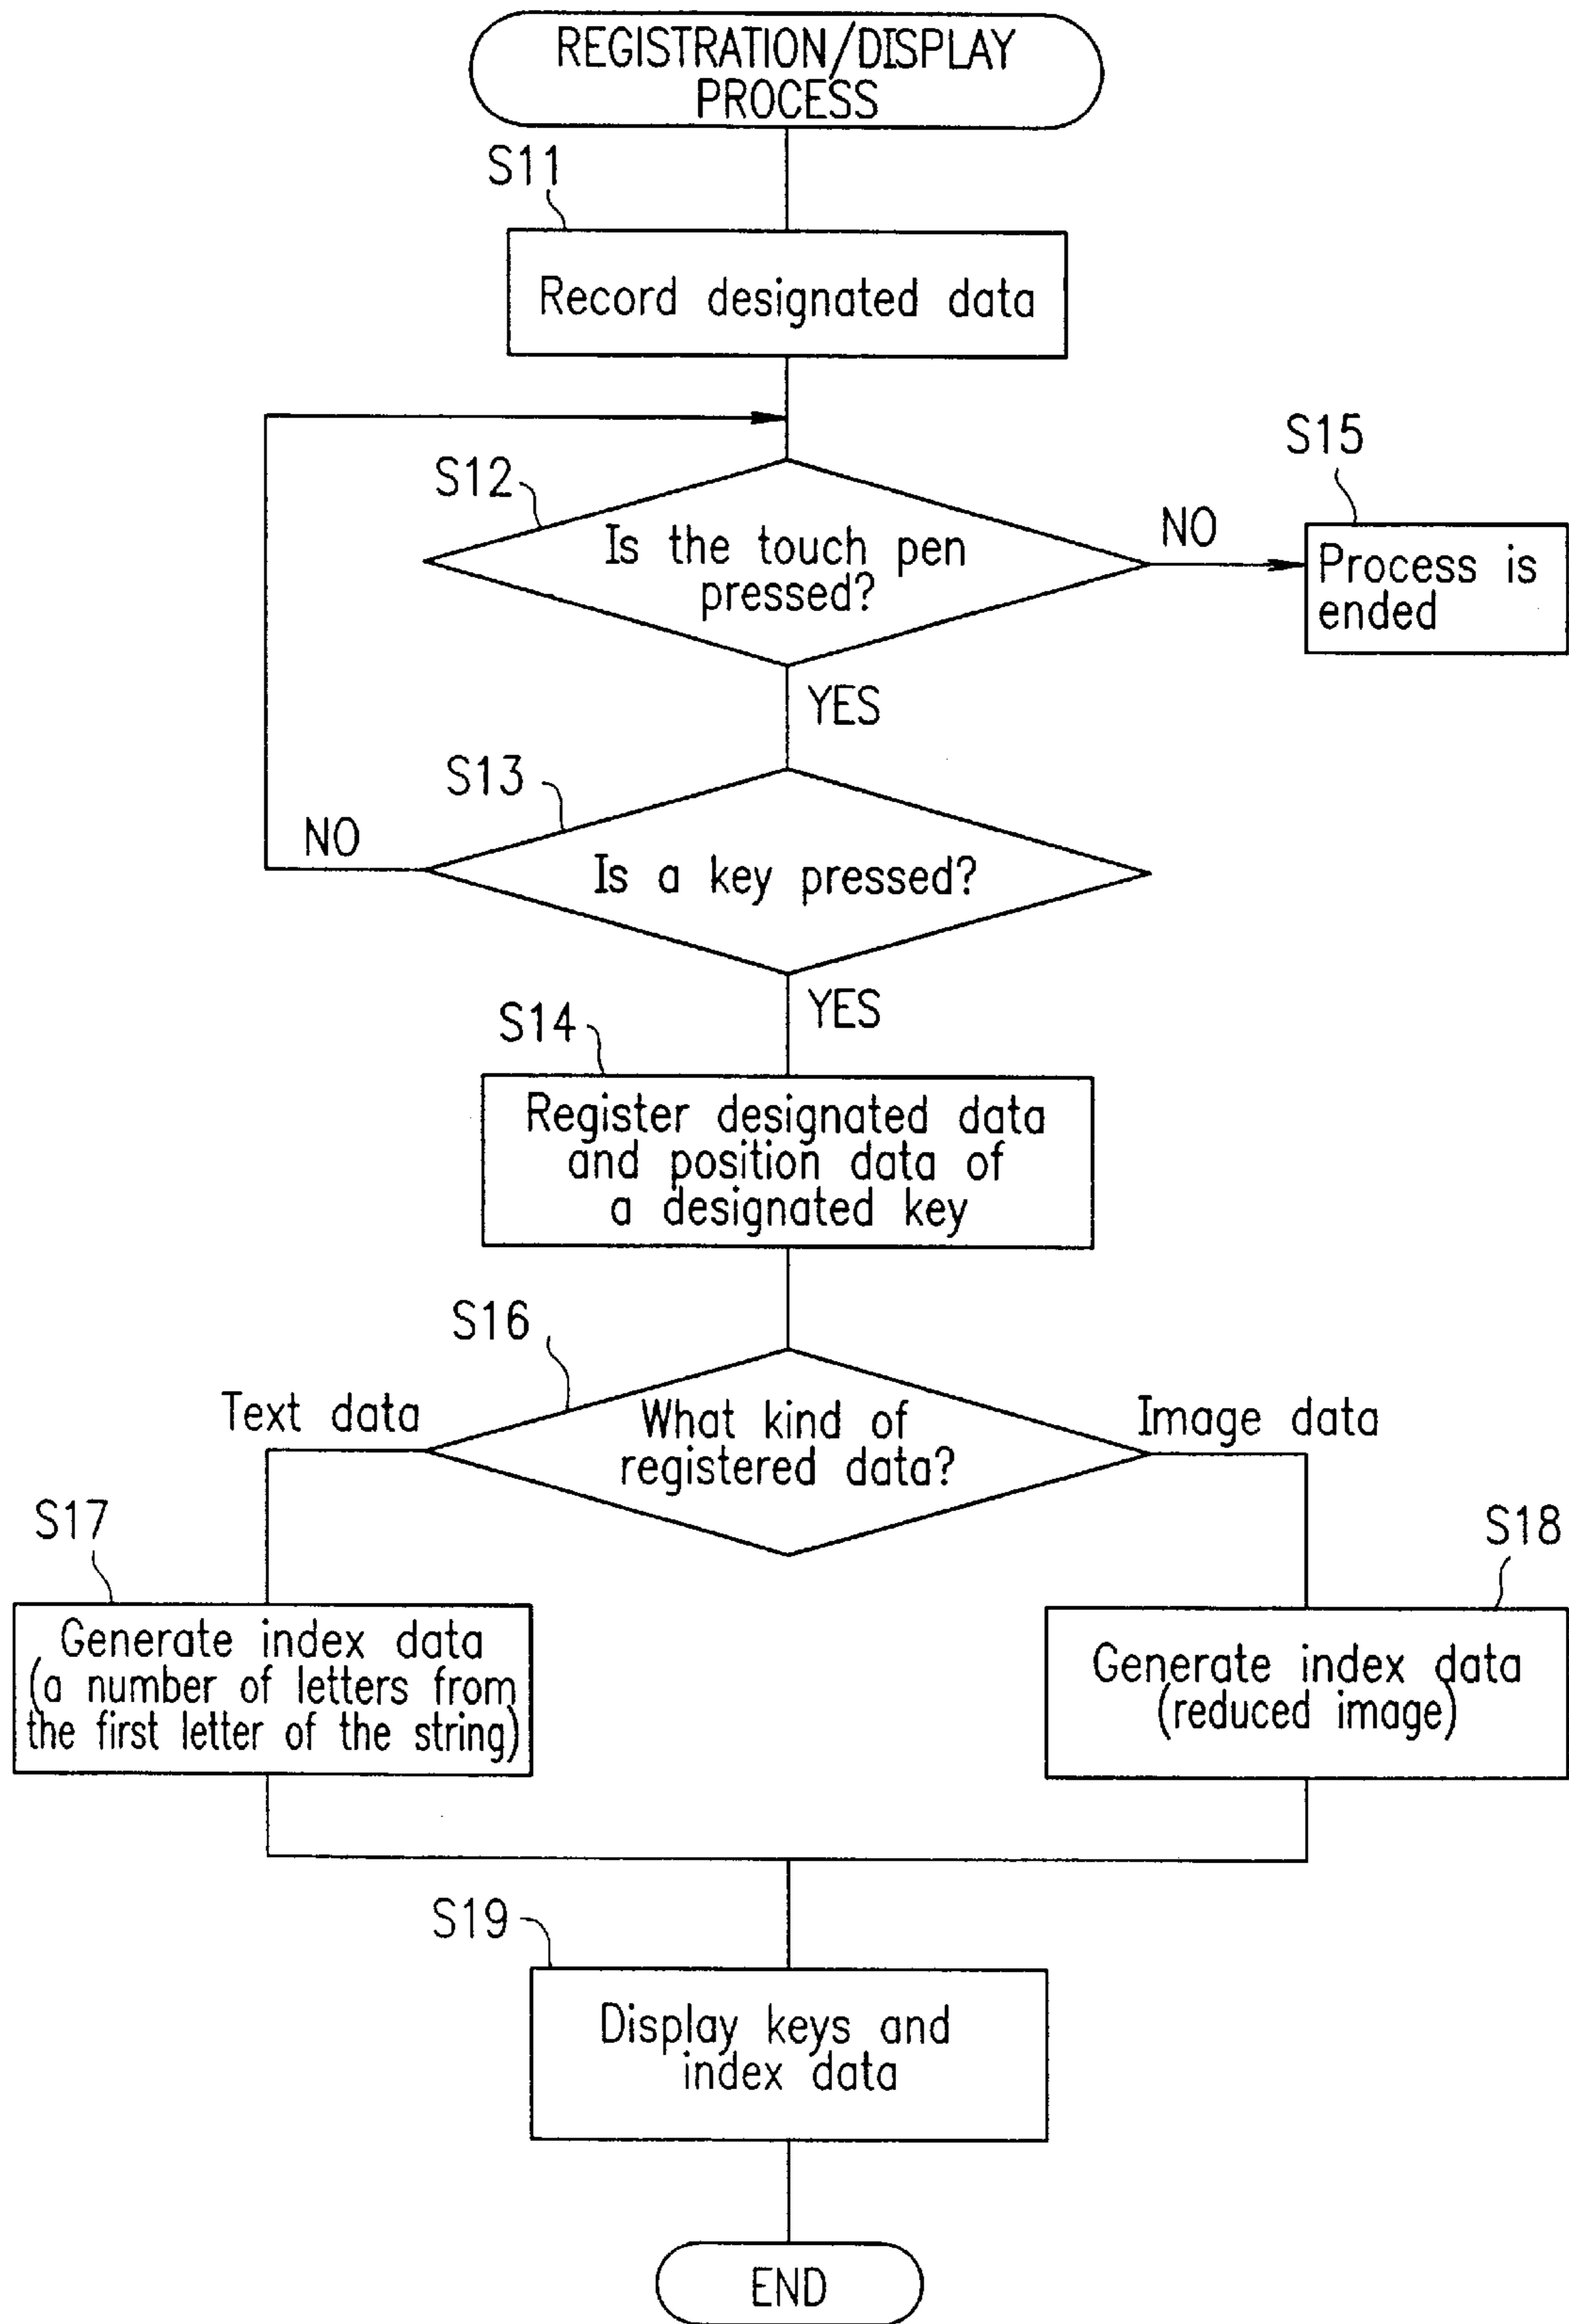 REGISTRATION/DISPLAY
PROCESS
S11
Record designated data
S12
Is the touch pen
pressed?
NO
S15
Process is
ended
YES
S13
NO
Is a key pressed?
YES
S14
Register designated data
and position data of
a designated key
S16
Text data
What kind of
registered data?
Image data
S17
Generate index data
(a number of letters from
the first letter of the string)
S18
Generate index data
(reduced image)
S19
Display keys and
index data
END